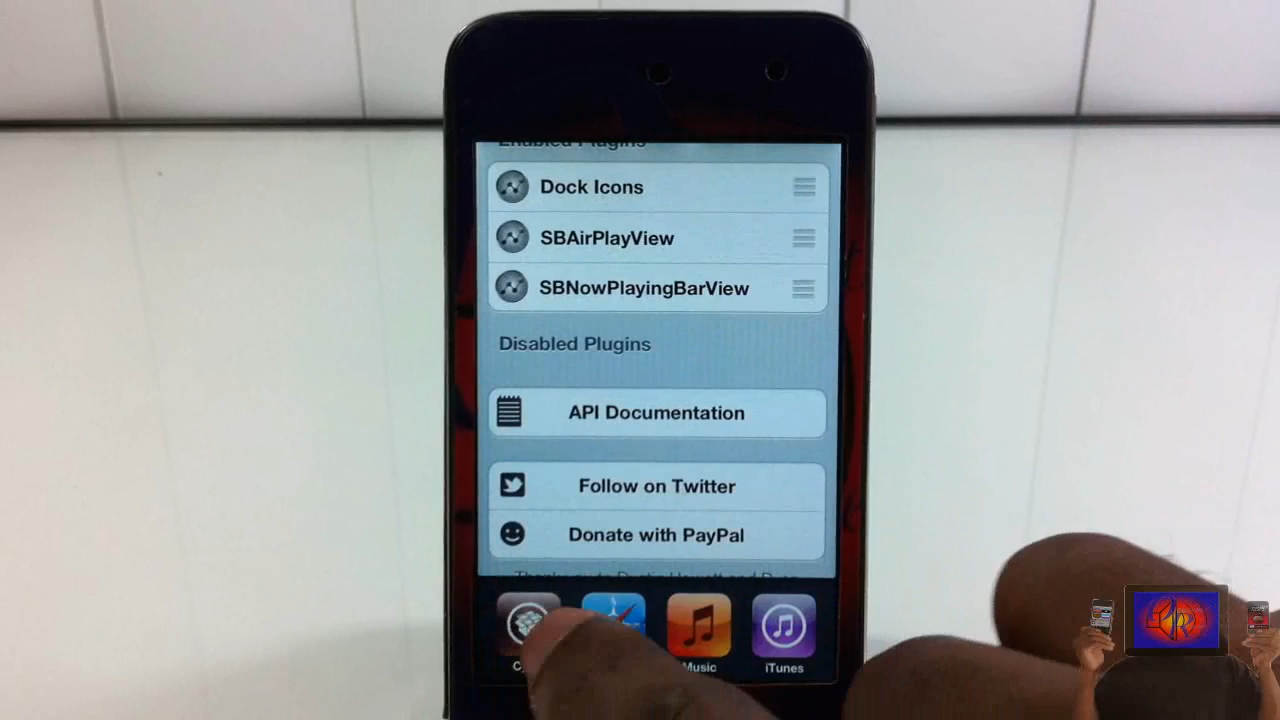 Enabled Plugins
Dock Icons
SBAirPlayView
SBNowPlayingBarView
Disabled Plugins
API Documentation
Follow on Twitter
Donate with PayPal
Music
iTunes